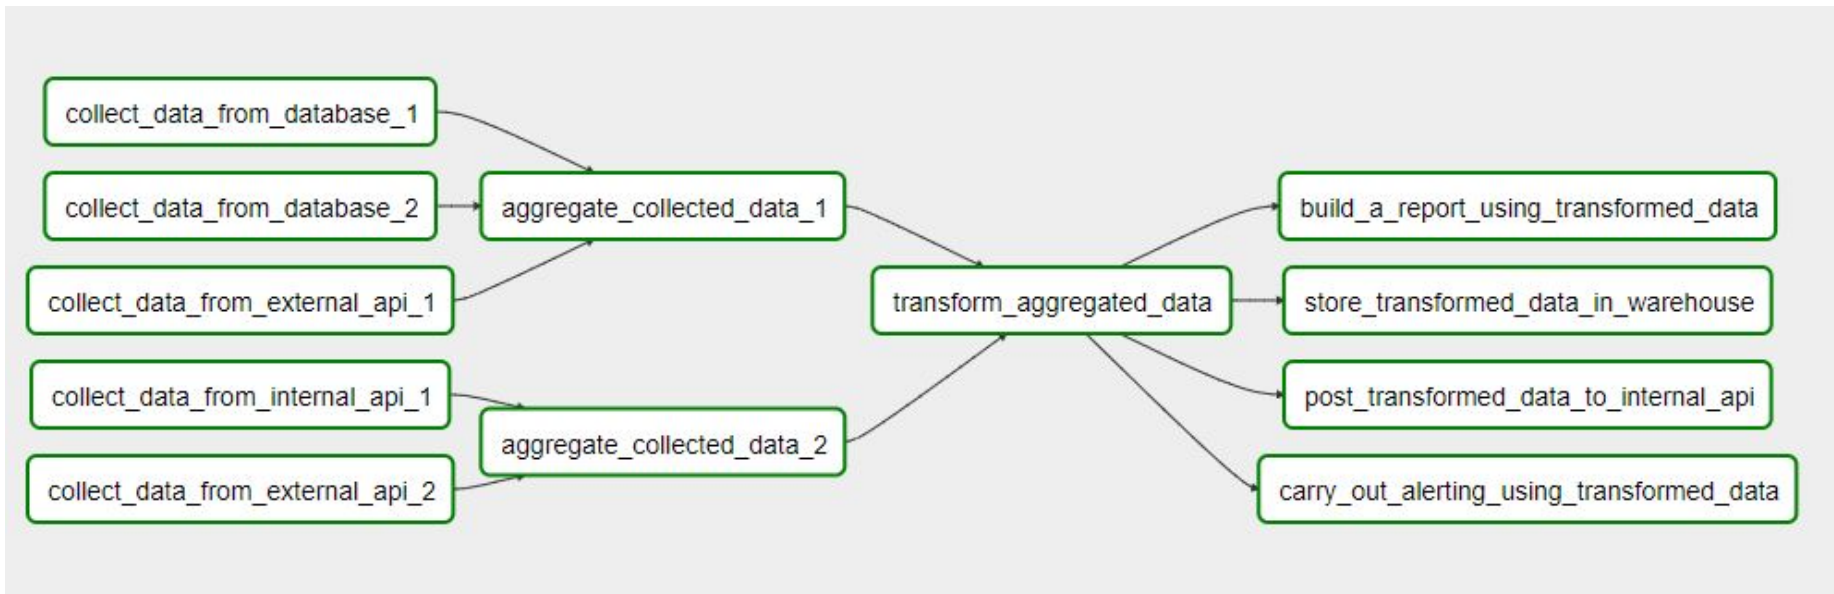 collect_data_from_database_1
collect_data_from_database_2
collect_data_from_external_api_1
collect_data_from_internal_api_1
collect_data_from_external_api_2
aggregate_collected_data_1
aggregate_collected_data_2
transform_aggregated_data
build_a_report_using_transformed_data
store_transformed_data_in_warehouse
post_transformed_data_to_internal_api
carry_out_alerting_using_transformed_data